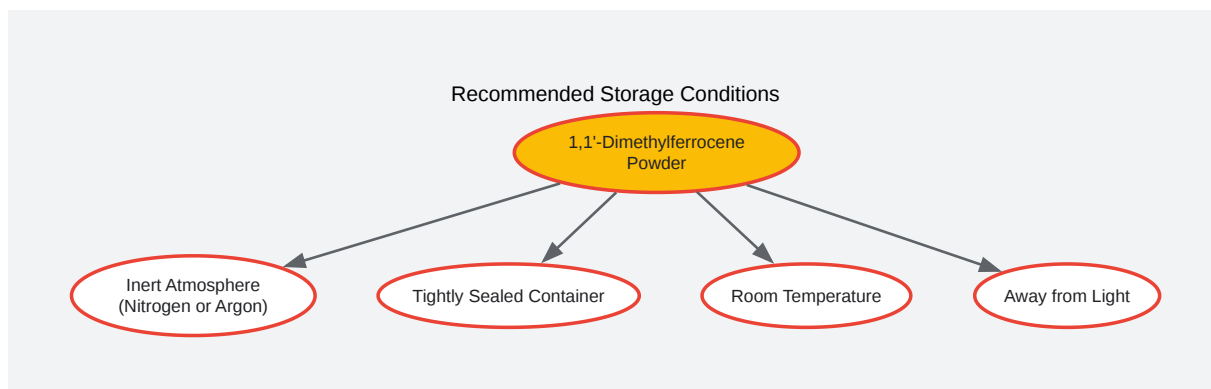 Recommended Storage Conditions
1,1'-Dimethylferrocene
Powder
Inert Atmosphere
(Nitrogen or Argon)
Tightly Sealed Container
Room Temperature
Away from Light